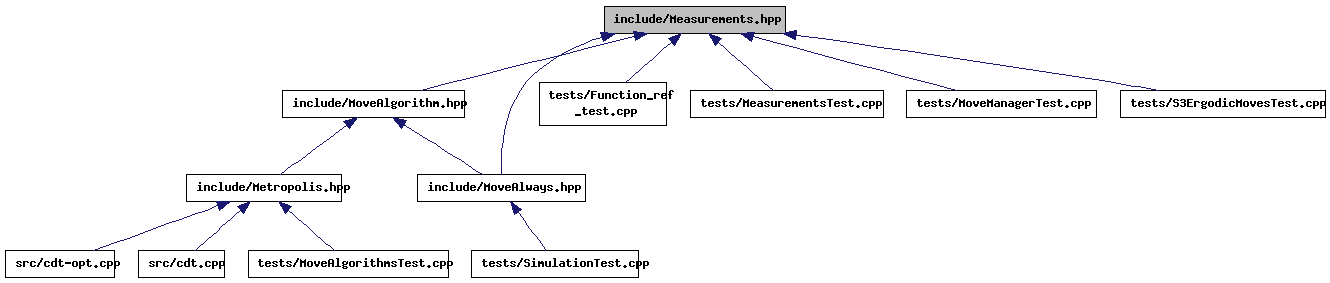 include/Measurements.hpp
include/MoveAlgorithm.hpp
tests/Function_ref
_test.cpp
tests/MeasurementsTest.cpp
tests/MoveManagerTest.cpp
tests/S3ErgodicMovesTest.cpp
include/Metropolis.hpp
include/MoveAlways.hpp
src/cdt-opt.cpp
src/cdt.cpp
tests/MoveAlgorithmsTest.cpp
tests/SimulationTest.cpp